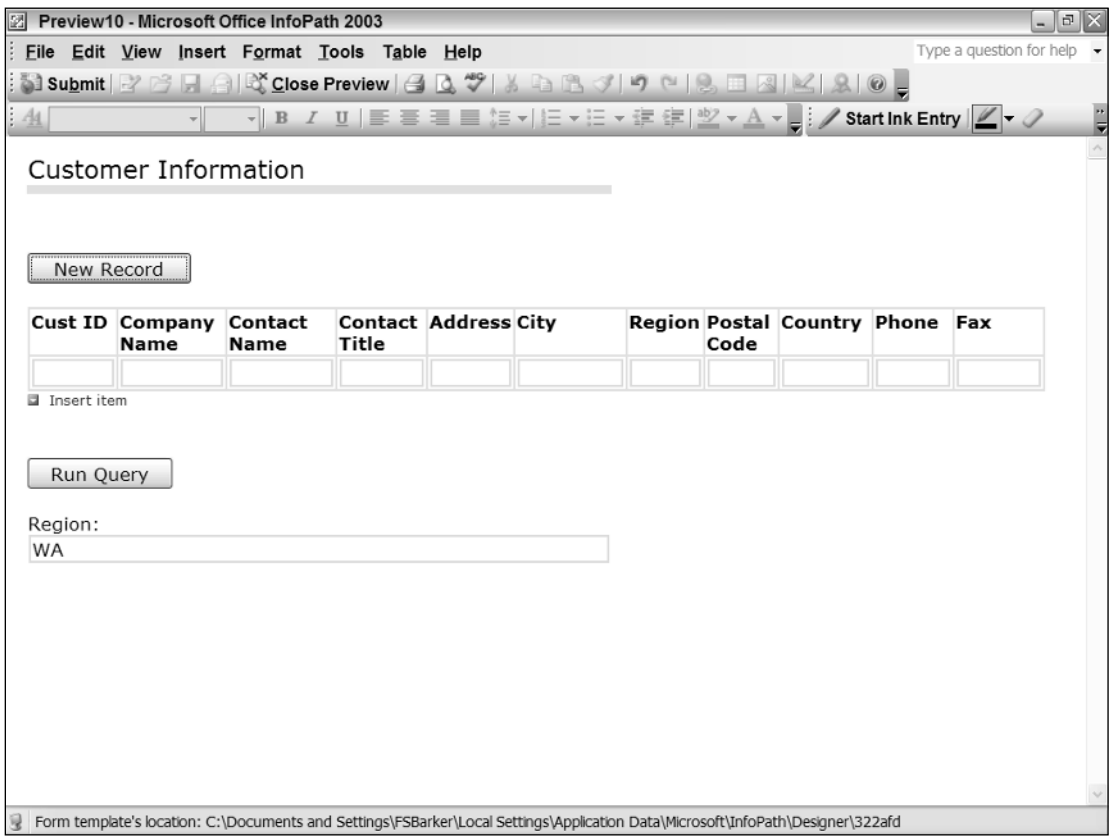 Preview10 - Microsoft Office InfoPath 2003
File Edit View Insert Format Tools Table Help Type a question for help
Submit Close Preview
B I U Start Ink Entry
Customer Information
New Record
Cust ID Company Name Contact Name Contact Title Address City Region Postal Code Country Phone Fax
Insert item
Run Query
Region:
WA
Form template's location: C:\Documents and Settings\FSBarker\Local Settings\Application Data\Microsoft\InfoPath\Designer\322afd